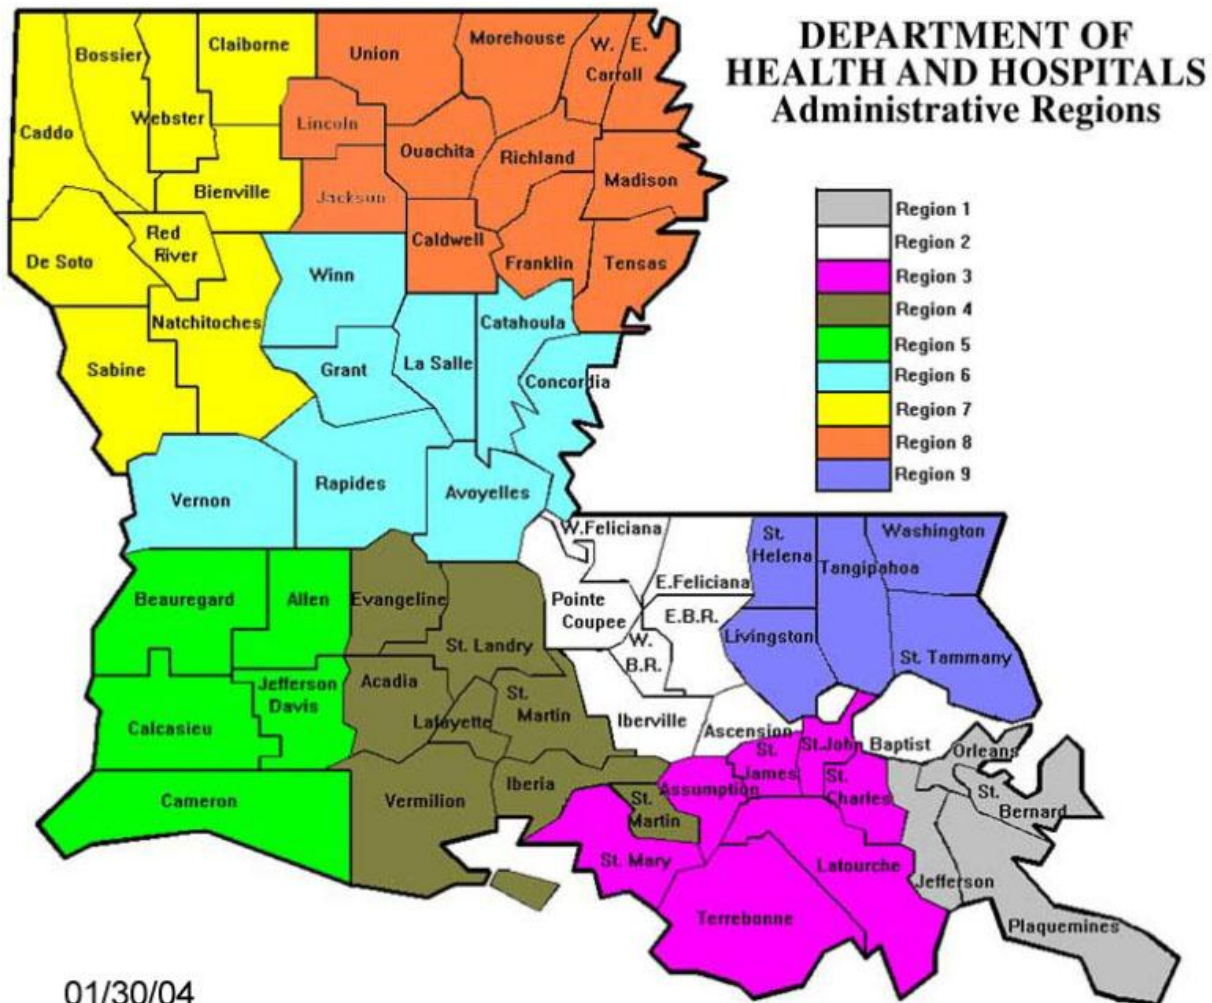 DEPARTMENT OF
HEALTH AND HOSPITALS
Administrative Regions
Region 1
Region 2
Region 3
Region 4
Region 5
Region 6
Region 7
Region 8
Region 9
Caddo
Bossier
Webster
Claiborne
Union
Morehouse
W.
E.
Carroll
Lincoln
Ouachita
Richland
Madison
Bienville
Jackson
Caldwell
Franklin
Tensas
De Soto
Red
River
Winn
Natchitoches
Sabine
Grant
La Salle
Catahoula
Concordia
Vernon
Rapides
Avoyelles
W.Feliciana
E.Feliciana
St.
Helena
Tangipahoa
Washington
Beauregard
Allen
Evangeline
St. Landry
Pointe
Coupee
W.
B.R.
E.B.R.
Livingston
St. Tammany
Calcasieu
Jefferson
Davis
Acadia
Lafayette
St.
Martin
Iberville
Ascension
St.
James
St.John
Baptist
Orleans
St.
Bernard
Cameron
Vermilion
Iberia
St.
Martin
Assumption
St.
Charles
St. Mary
Latourche
Jefferson
Terrebonne
Plaquemines
01/30/04